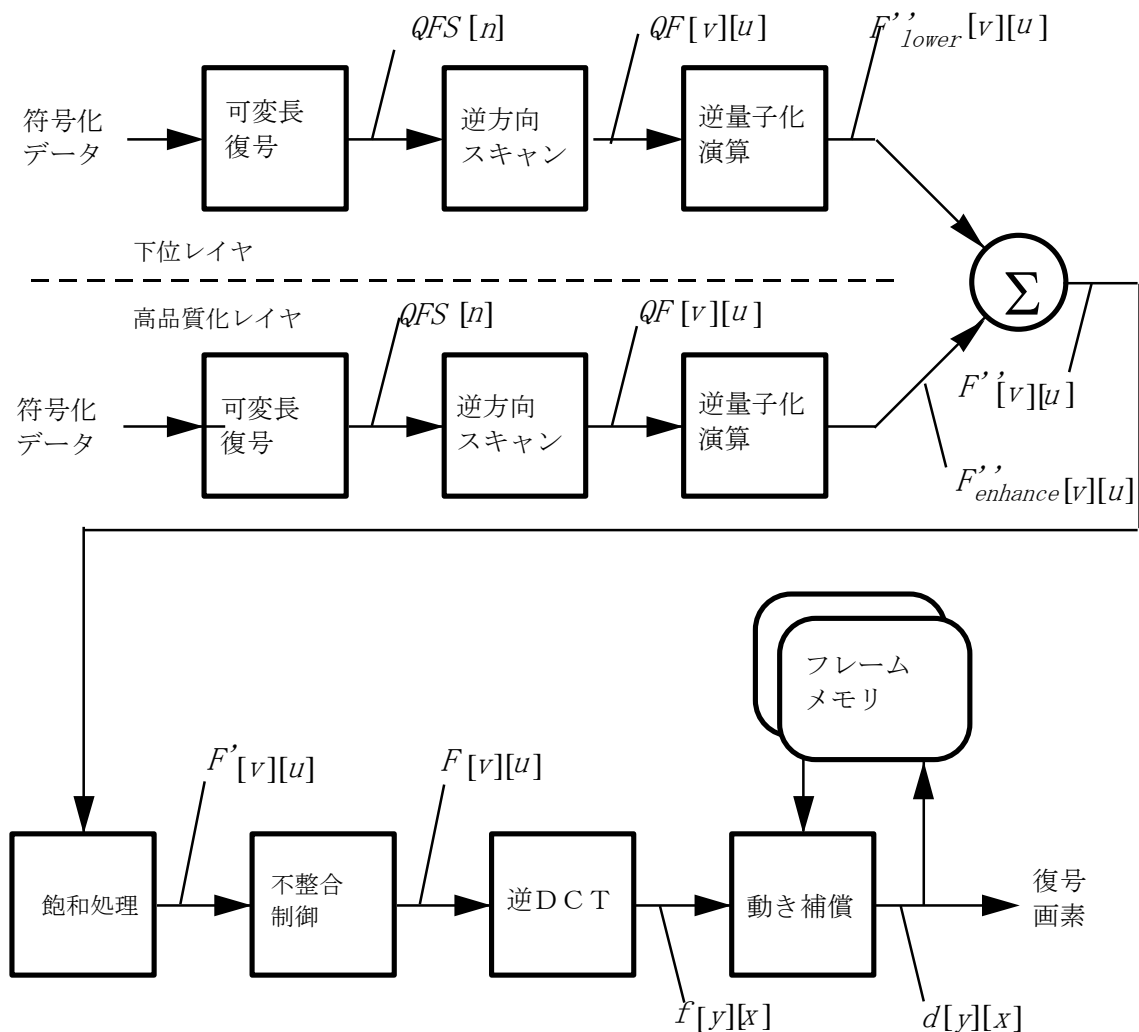 QFS[n]
QF[v][u]
F''lower[v][u]
符号化
データ
可変長
復号
逆方向
スキャン
逆量子化
演算
下位レイヤ
Σ
高品質化レイヤ
QFS[n]
QF[v][u]
F''[v][u]
符号化
データ
可変長
復号
逆方向
スキャン
逆量子化
演算
F''enhance[v][u]
フレーム
メモリ
F'[v][u]
F[v][u]
飽和処理
不整合
制御
逆ＤＣＴ
動き補償
復号
画素
f[y][x]
d[y][x]